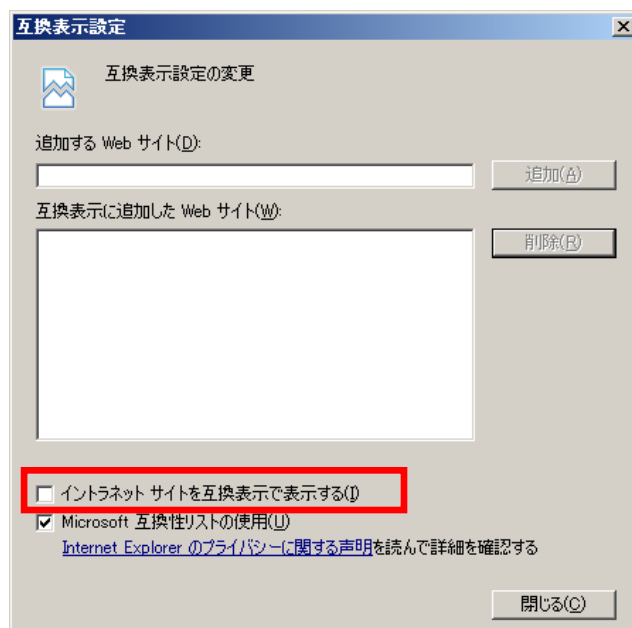 互換表示設定
互換表示設定の変更
追加する Web サイト(D):
追加(A)
互換表示に追加した Web サイト(W):
削除(R)
イントラネット サイトを互換表示で表示する(I)
Microsoft 互換性リストの使用(U)
Internet Explorer のプライバシーに関する声明を読んで詳細を確認する
閉じる(C)